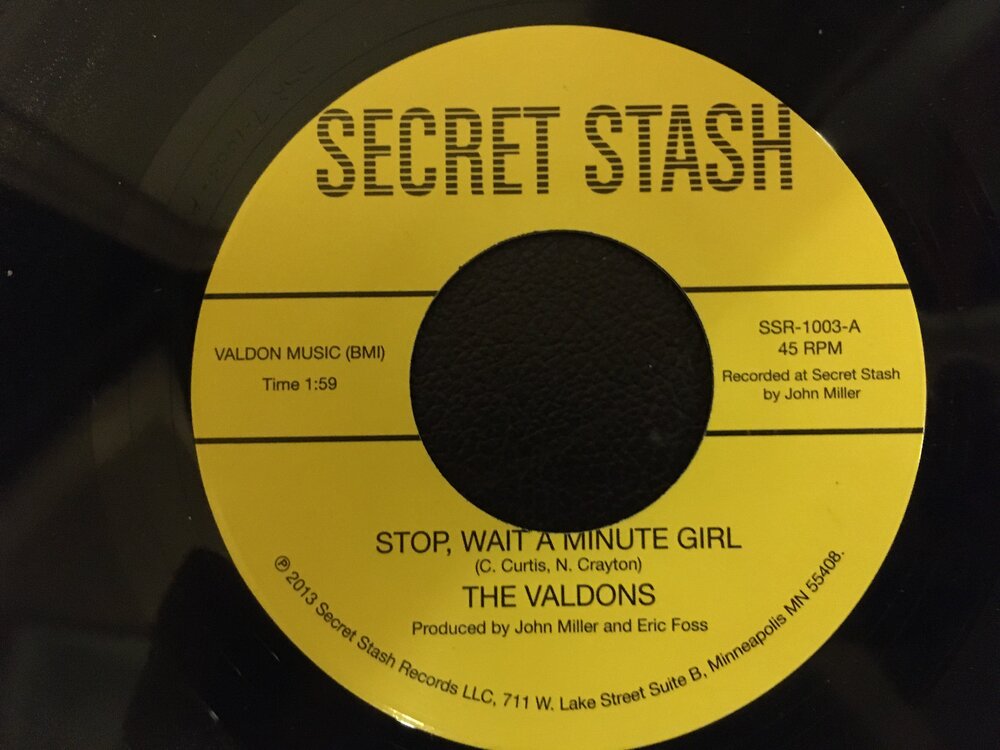 SECRET STASH
VALDON MUSIC (BMI)
Time 1:59
SSR-1003-A
45 RPM
Recorded at Secret Stash
by John Miller
STOP, WAIT A MINUTE GIRL
(C. Curtis, N. Crayton)
THE VALDONS
Produced by John Miller and Eric Foss
℗ 2013 Secret Stash Records LLC, 711 W. Lake Street Suite B, Minneapolis MN 55408.